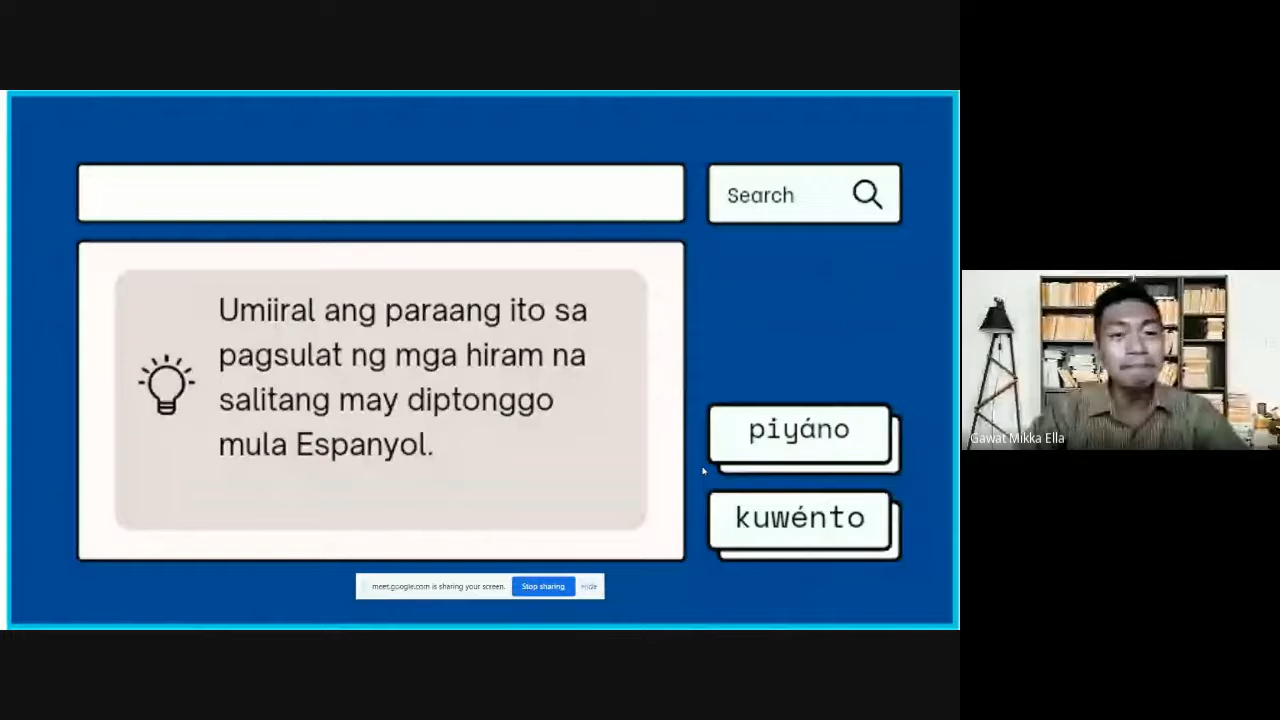 Search
Umiiral ang paraang ito sa
pagsulat ng mga hiram na
salitang may diptonggo
mula Espanyol.
piyáno
kuwénto
Gawat Mikka Ella
meet.google.com is sharing your screen. Stop sharing Hide